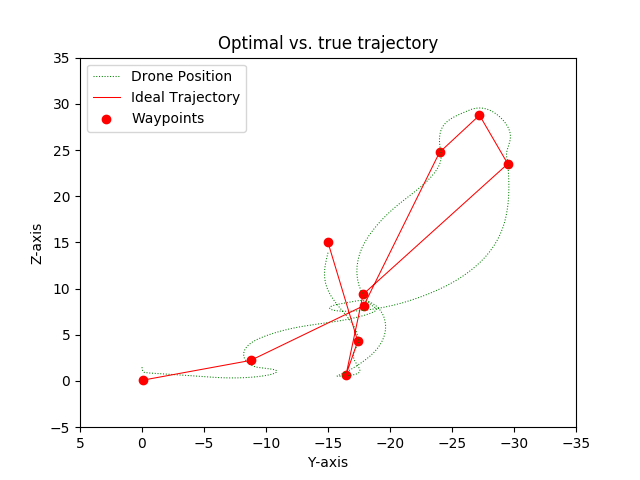 Optimal vs. true trajectory
Drone Position
Ideal Trajectory
Waypoints
35
30
25
20
15
10
5
0
−5
Z-axis
5 0 −5 −10 −15 −20 −25 −30 −35
Y-axis